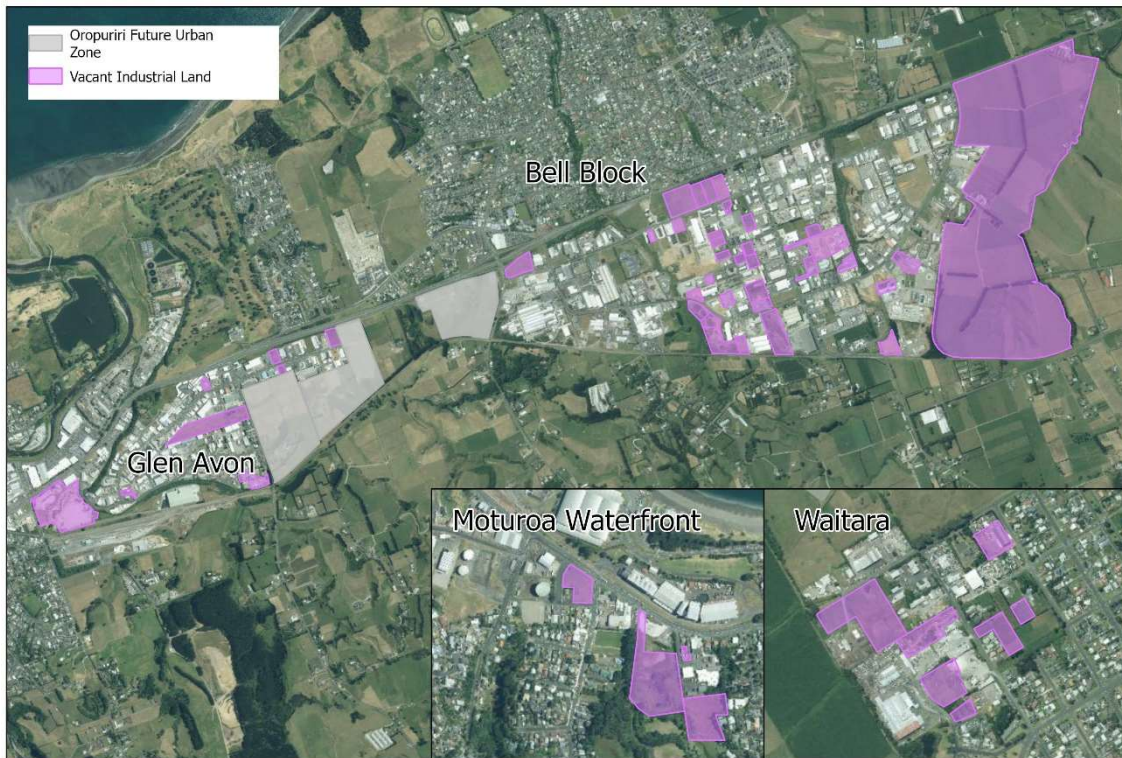 Oropuriri Future Urban
Zone
Vacant Industrial Land
Bell Block
Glen Avon
Moturoa Waterfront
Waitara